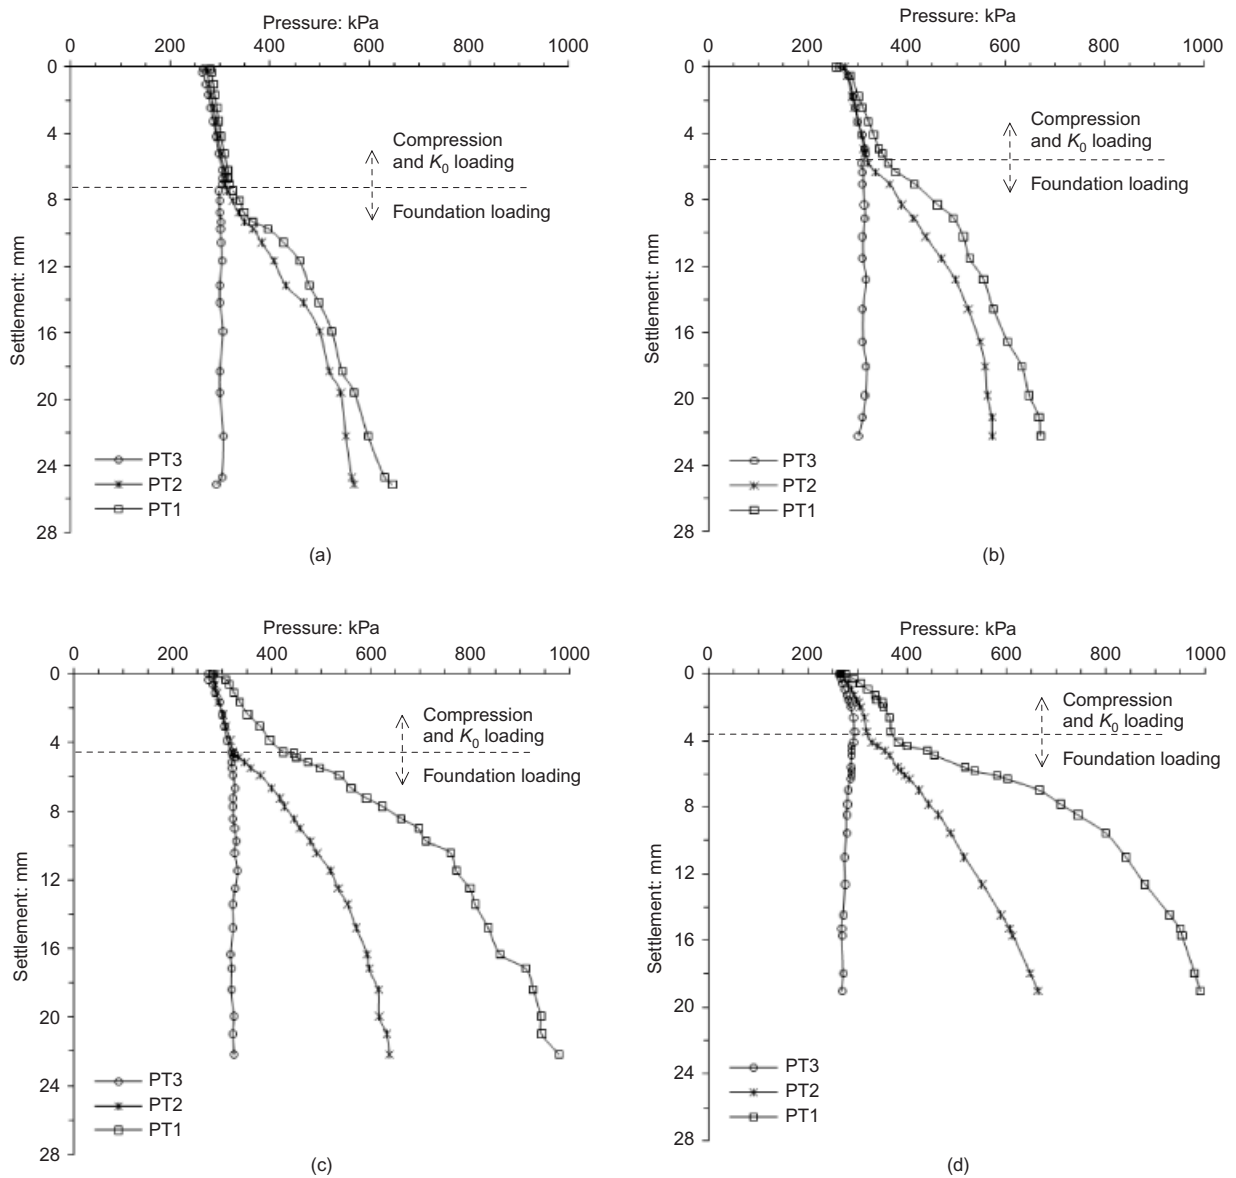 Pressure: kPa
0 200 400 600 800 1000
0
4
8
12
16
20
24
28
Settlement: mm
Compression
and K0 loading
Foundation loading
PT3
PT2
PT1
(a)
Pressure: kPa
0 200 400 600 800 1000
0
4
8
12
16
20
24
28
Settlement: mm
Compression
and K0 loading
Foundation loading
PT3
PT2
PT1
(b)
Pressure: kPa
0 200 400 600 800 1000
0
4
8
12
16
20
24
28
Settlement: mm
Compression
and K0 loading
Foundation loading
PT3
PT2
PT1
(c)
Pressure: kPa
0 200 400 600 800 1000
0
4
8
12
16
20
24
28
Settlement: mm
Compression
and K0 loading
Foundation loading
PT3
PT2
PT1
(d)